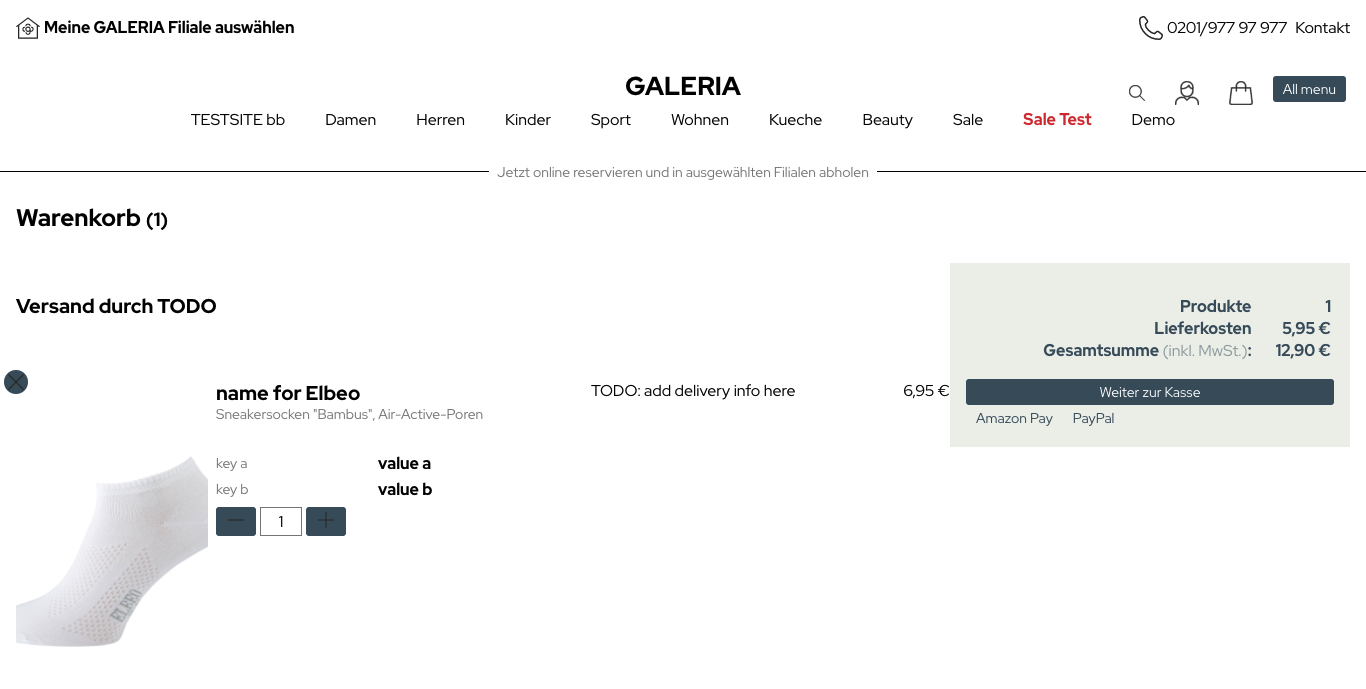 Meine GALERIA Filiale auswählen
0201/977 97 977 Kontakt
GALERIA
All menu
TESTSITE bb Damen Herren Kinder Sport Wohnen Kueche Beauty Sale Sale Test Demo
Jetzt online reservieren und in ausgewählten Filialen abholen
Warenkorb (1)
Versand durch TODO
name for Elbeo
Sneakersocken "Bambus", Air-Active-Poren
TODO: add delivery info here
6,95 €
key a value a
key b value b
1
ELBEO
Produkte 1
Lieferkosten 5,95 €
Gesamtsumme (inkl. MwSt.): 12,90 €
Weiter zur Kasse
Amazon Pay PayPal